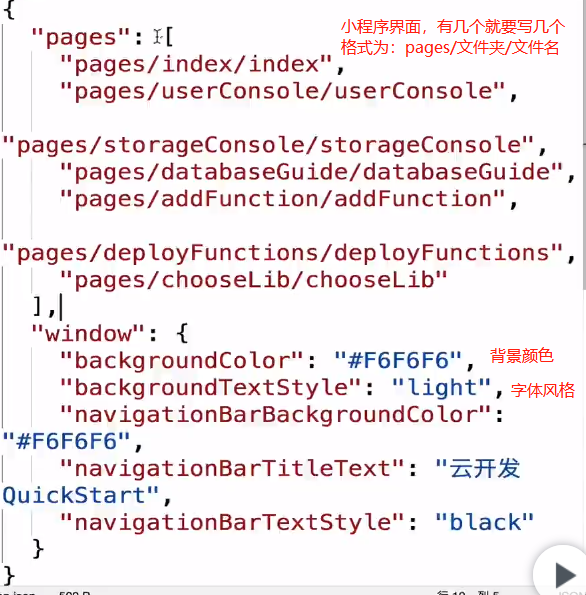 {
"pages": [
小程序界面，有几个就要写几个
格式为：pages/文件夹/文件名
"pages/index/index",
"pages/userConsole/userConsole",
"pages/storageConsole/storageConsole",
"pages/databaseGuide/databaseGuide",
"pages/addFunction/addFunction",
"pages/deployFunctions/deployFunctions",
"pages/chooseLib/chooseLib"
],
"window": {
"backgroundColor": "#F6F6F6", 背景颜色
"backgroundTextStyle": "light", 字体风格
"navigationBarBackgroundColor":
"#F6F6F6",
"navigationBarTitleText": "云开发
QuickStart",
"navigationBarTextStyle": "black"
}
}